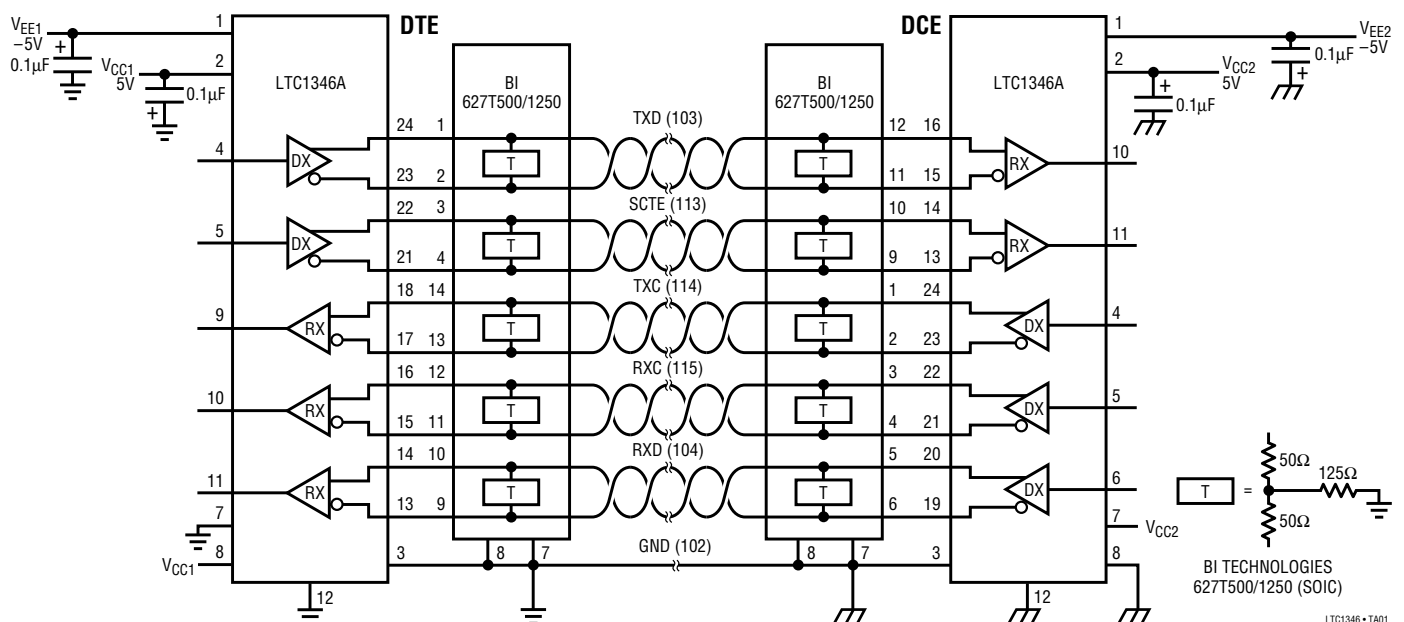 DTE
DCE
VEE1
–5V
0.1µF
+
1
VCC1
5V
2
0.1µF
+
+
LTC1346A
BI
627T500/1250
BI
627T500/1250
LTC1346A
1
VEE2
–5V
0.1µF
+
2
VCC2
5V
+
0.1µF
4
DX
24 1
23 2
T
TXD (103)
T
12 16
11 15
RX
10
5
DX
22 3
21 4
T
SCTE (113)
T
10 14
9 13
RX
11
9
RX
18 14
17 13
T
TXC (114)
T
1 24
2 23
DX
4
10
RX
16 12
15 11
T
RXC (115)
T
3 22
4 21
DX
5
11
RX
14 10
13 9
T
RXD (104)
T
5 20
6 19
DX
6
7
VCC1
8
12
3
8
7
GND (102)
8
7
3
12
7
VCC2
8
T
=
50Ω
125Ω
50Ω
BI TECHNOLOGIES
627T500/1250 (SOIC)
LTC1346 • TA01